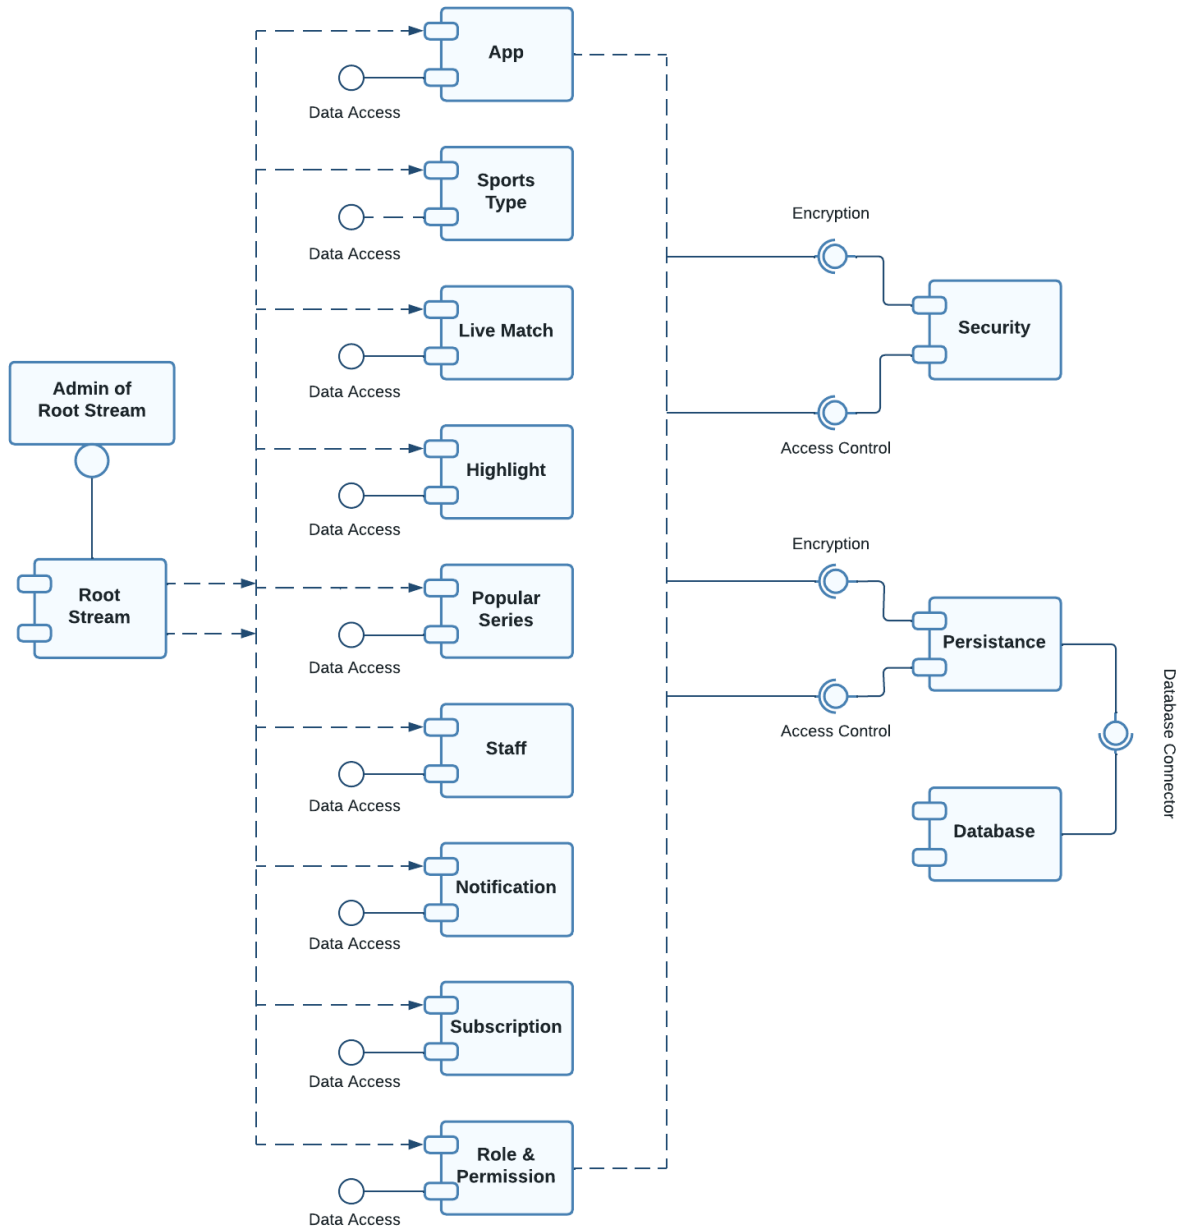 App
Data Access
Sports
Type
Data Access
Encryption
Live Match
Security
Data Access
Admin of
Root Stream
Access Control
Highlight
Data Access
Encryption
Root
Stream
Popular
Series
Persistance
Data Access
Access Control
Database Connector
Staff
Data Access
Database
Notification
Data Access
Subscription
Data Access
Role &
Permission
Data Access